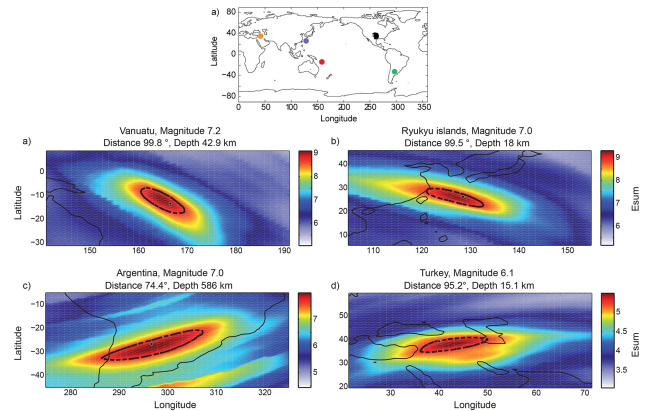 a)
80
40
0
−40
−80
Latitude
0 50 100 150 200 250 300 350
Longitude
Vanuatu, Magnitude 7.2
a) Distance 99.8 °, Depth 42.9 km
0
−10
−20
−30
Latitude
150 160 170 180 190
9
8
7
6
Ryukyu islands, Magnitude 7.0
b) Distance 99.5°, Depth 18 km
40
30
20
10
110 120 130 140 150
9
8
7
6
Esum
Argentina, Magnitude 7.0
c) Distance 74.4°, Depth 586 km
−10
−20
−30
−40
Latitude
280 290 300 310 320
Longitude
7
6
5
Turkey, Magnitude 6.1
d) Distance 95.2°, Depth 15.1 km
60
50
40
30
20
30 40 50 60 70
Longitude
5
4.5
4
3.5
Esum